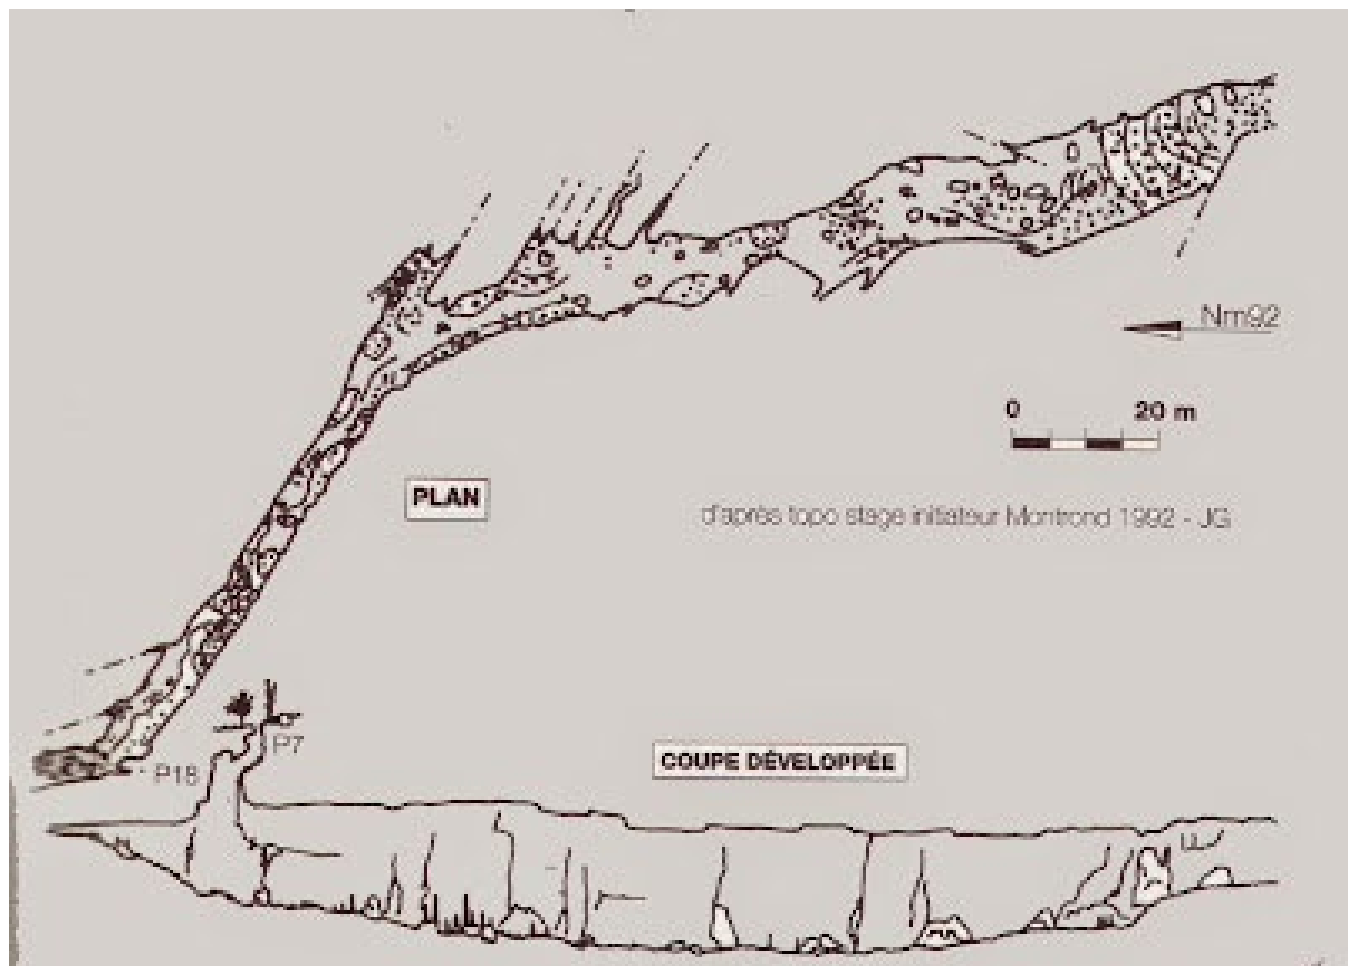 Nm92
0 20 m
PLAN
d'après topo stage initiateur Montrond 1992 - JG
P7
P18
COUPE DÉVELOPPÉE